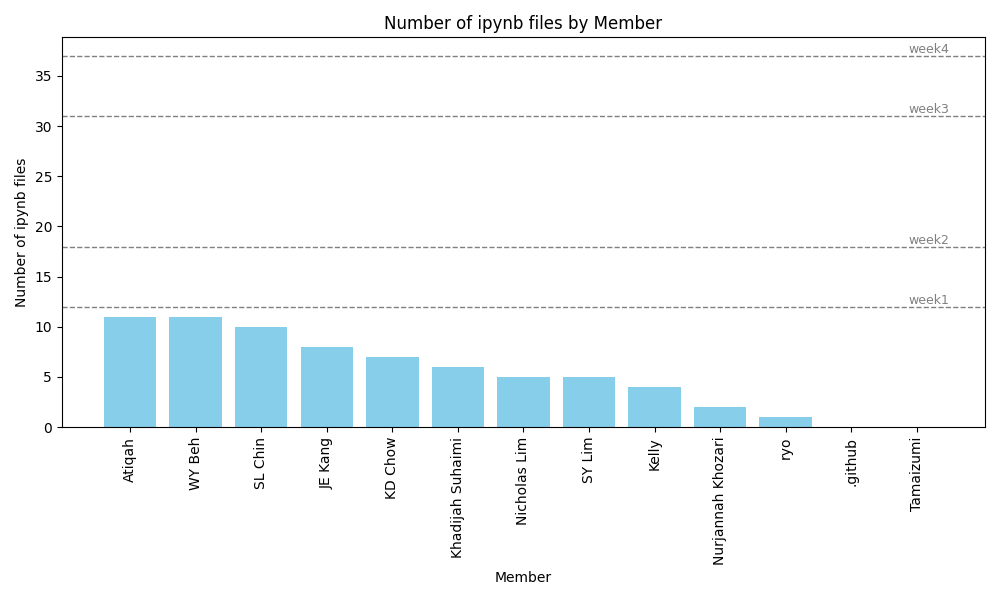 Number of ipynb files by Member
Number of ipynb files
35
30
25
20
15
10
5
0
week4
week3
week2
week1
Atiqah
WY Beh
SL Chin
JE Kang
KD Chow
Khadijah Suhaimi
Nicholas Lim
SY Lim
Kelly
Nurjannah Khozari
ryo
.github
Tamaizumi
Member